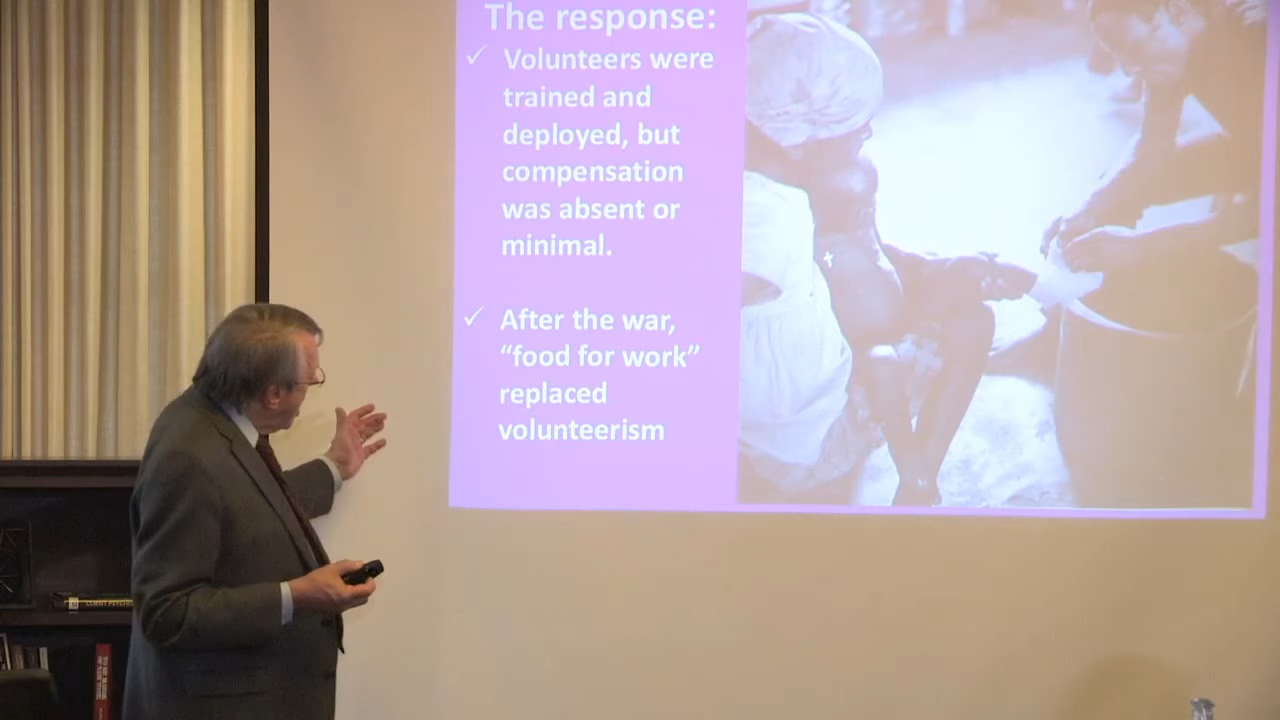 The response:
✓ Volunteers were
trained and
deployed, but
compensation
was absent or
minimal.
✓ After the war,
“food for work”
replaced
volunteerism